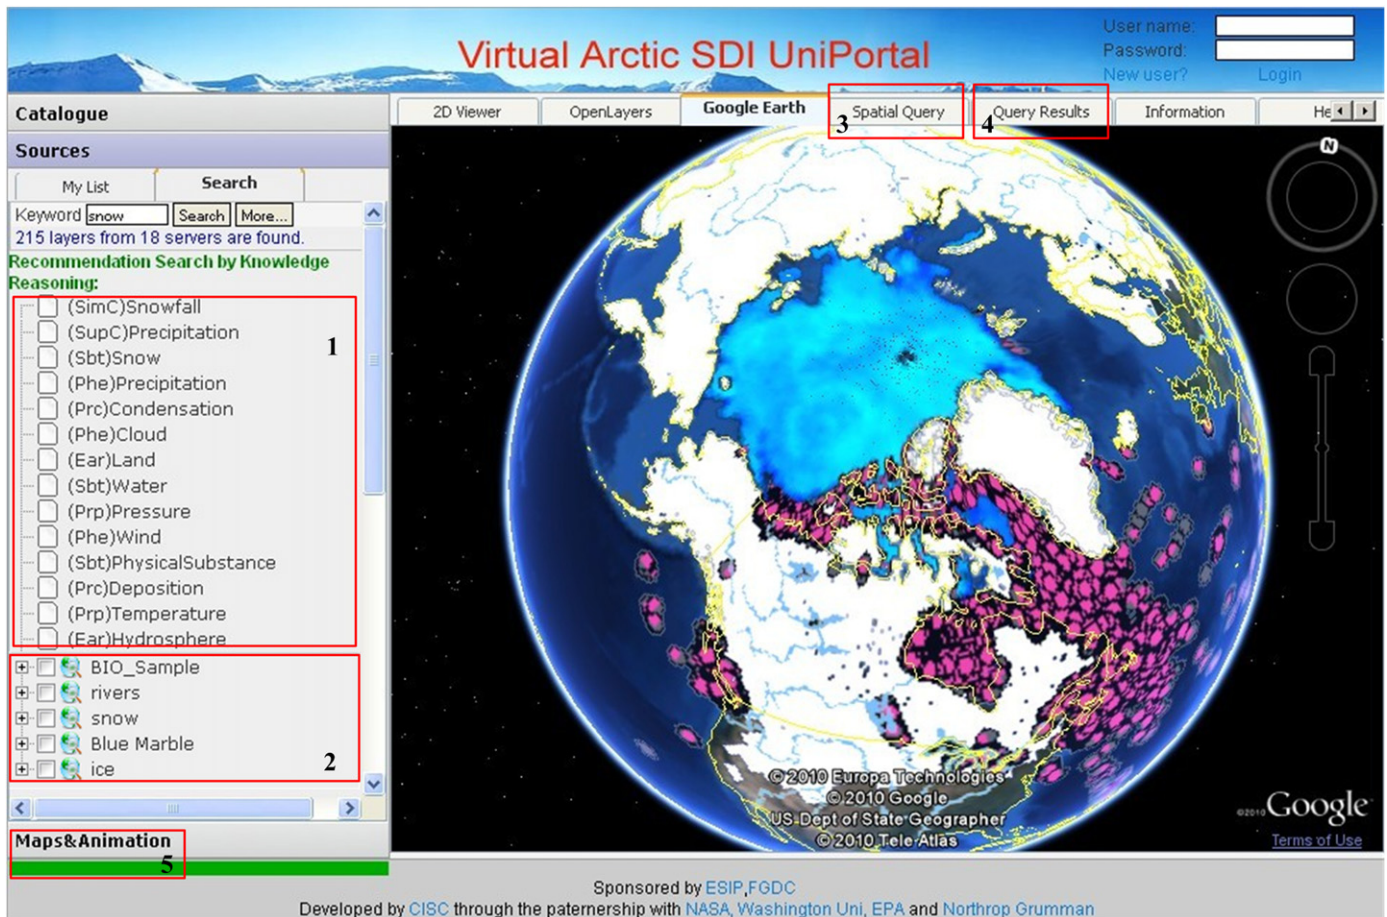 User name:
Virtual Arctic SDI UniPortal
Password:
New user? Login
Catalogue
2D Viewer OpenLayers Google Earth Spatial Query Query Results Information He
3 4
Sources
N
My List Search
Keyword snow Search More...
215 layers from 18 servers are found.
Recommendation Search by Knowledge
Reasoning:
(SimC)Snowfall
(SupC)Precipitation
1
(Sbt)Snow
(Phe)Precipitation
(Prc)Condensation
(Phe)Cloud
(Ear)Land
(Sbt)Water
(Prp)Pressure
(Phe)Wind
(Sbt)PhysicalSubstance
(Prc)Deposition
(Prp)Temperature
(Ear)Hydrosphere
BIO_Sample
rivers
snow
Blue Marble
2
ice
© 2010 Europa Technologies
© 2010 Google
US Dept of State Geographer
© 2010 Tele Atlas
©2010 Google
Terms of Use
Maps&Animation
5
Sponsored by ESIP,FGDC
Developed by CISC through the paternership with NASA, Washington Uni, EPA and Northrop Grumman